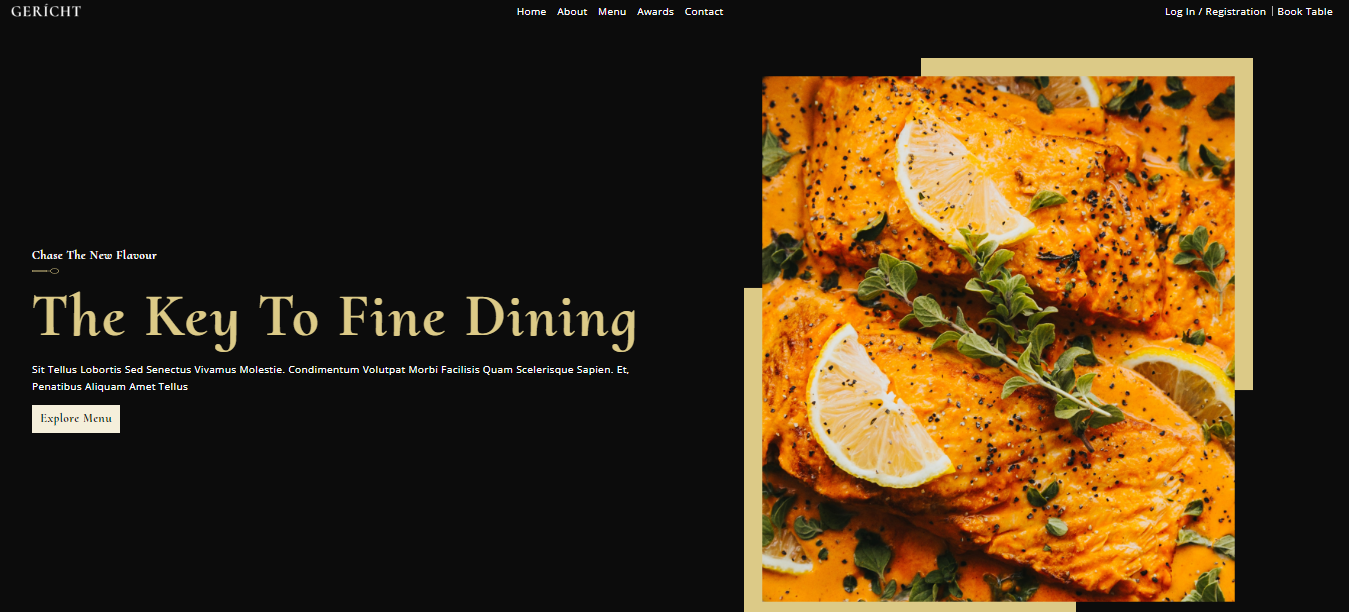 GERÍCHT
Home About Menu Awards Contact
Log In / Registration | Book Table
Chase The New Flavour
The Key To Fine Dining
Sit Tellus Lobortis Sed Senectus Vivamus Molestie. Condimentum Volutpat Morbi Facilisis Quam Scelerisque Sapien. Et,
Penatibus Aliquam Amet Tellus
Explore Menu